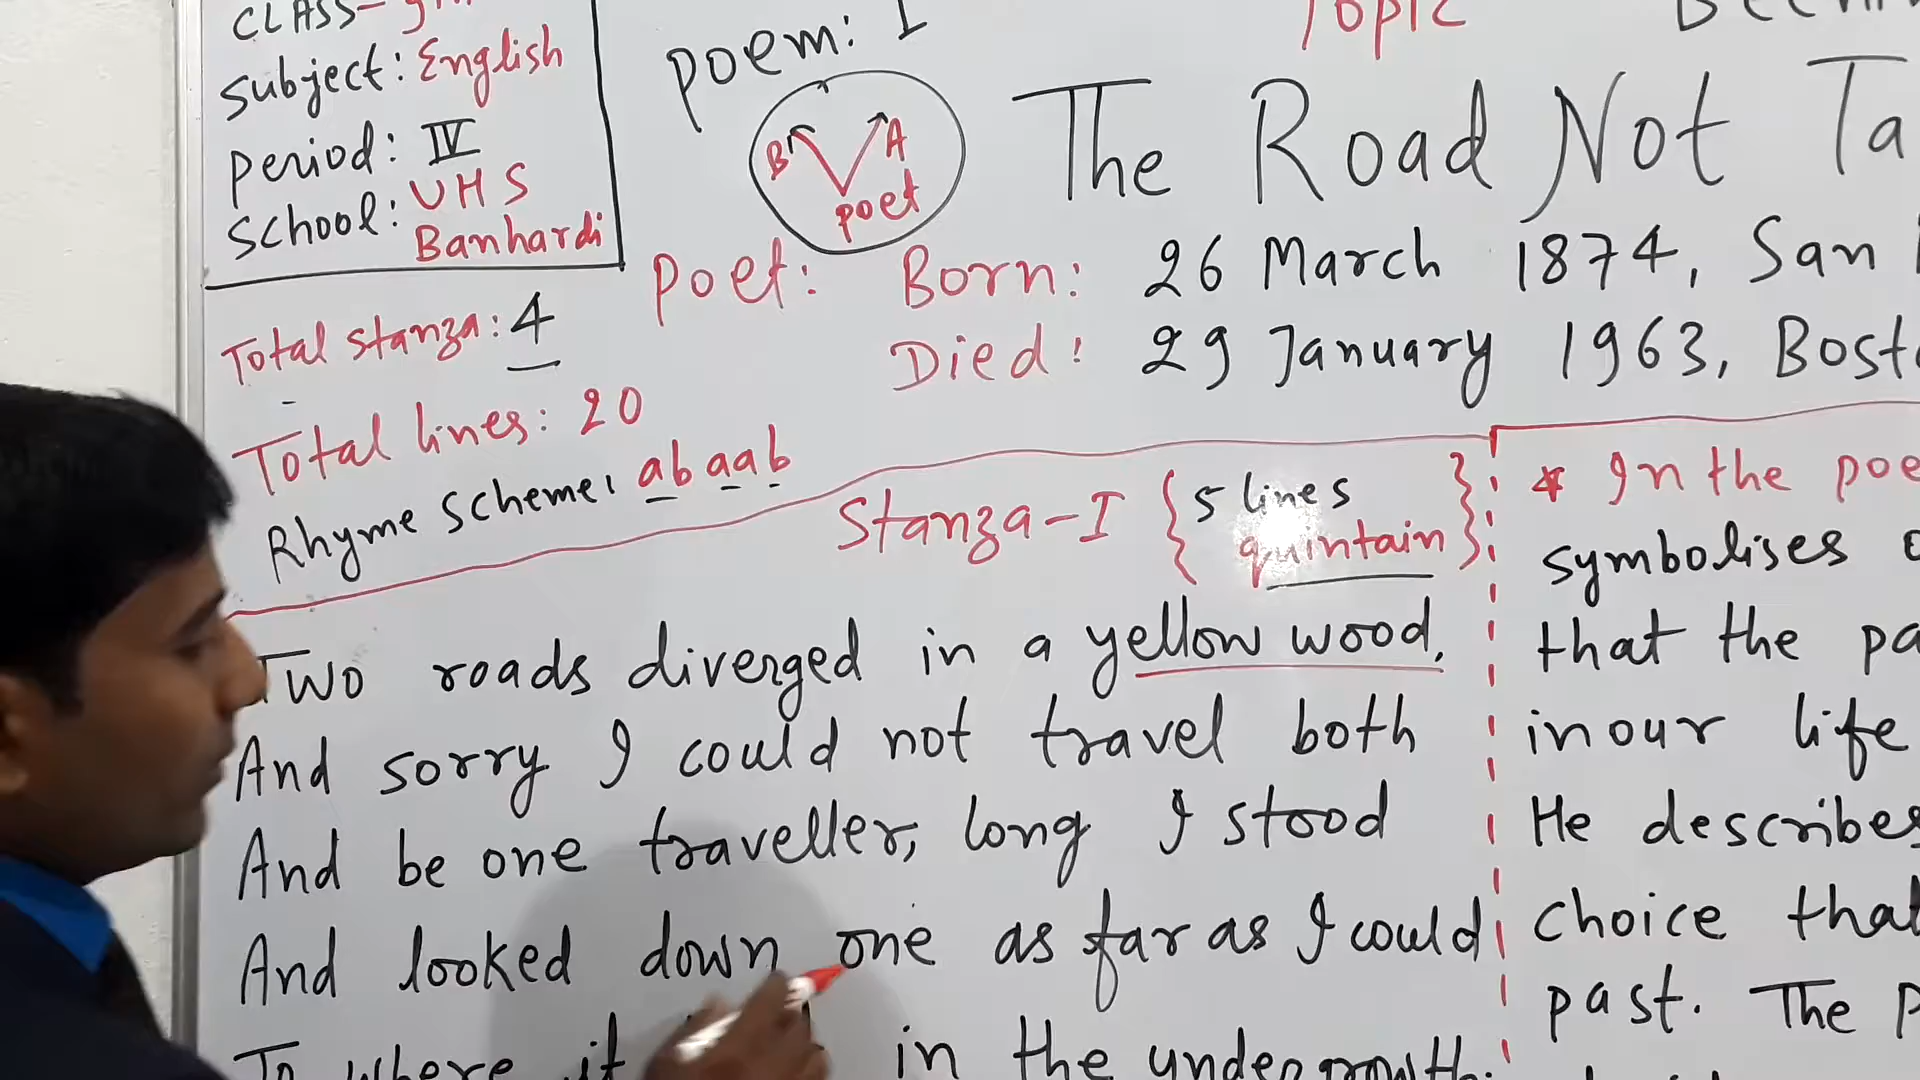 CLASS- 9th
Subject: English
period: IV
School: UHS
Banhardi
poem: I
Topic
B A
poet
The Road Not Ta
Poet: Born: 26 March 1874, San
Died: 29 January 1963, Bost
Total stanza: 4
Total lines: 20
Rhyme Scheme: abaab
Stanza-I { 5 lines
quintain }
Two roads diverged in a yellow wood,
And sorry I could not travel both
And be one traveller, long I stood
And looked down one as far as I could
To where it in the undergrowth;
* In the poe
symbolises
that the pa
in our life
He describes
choice that
past. The p